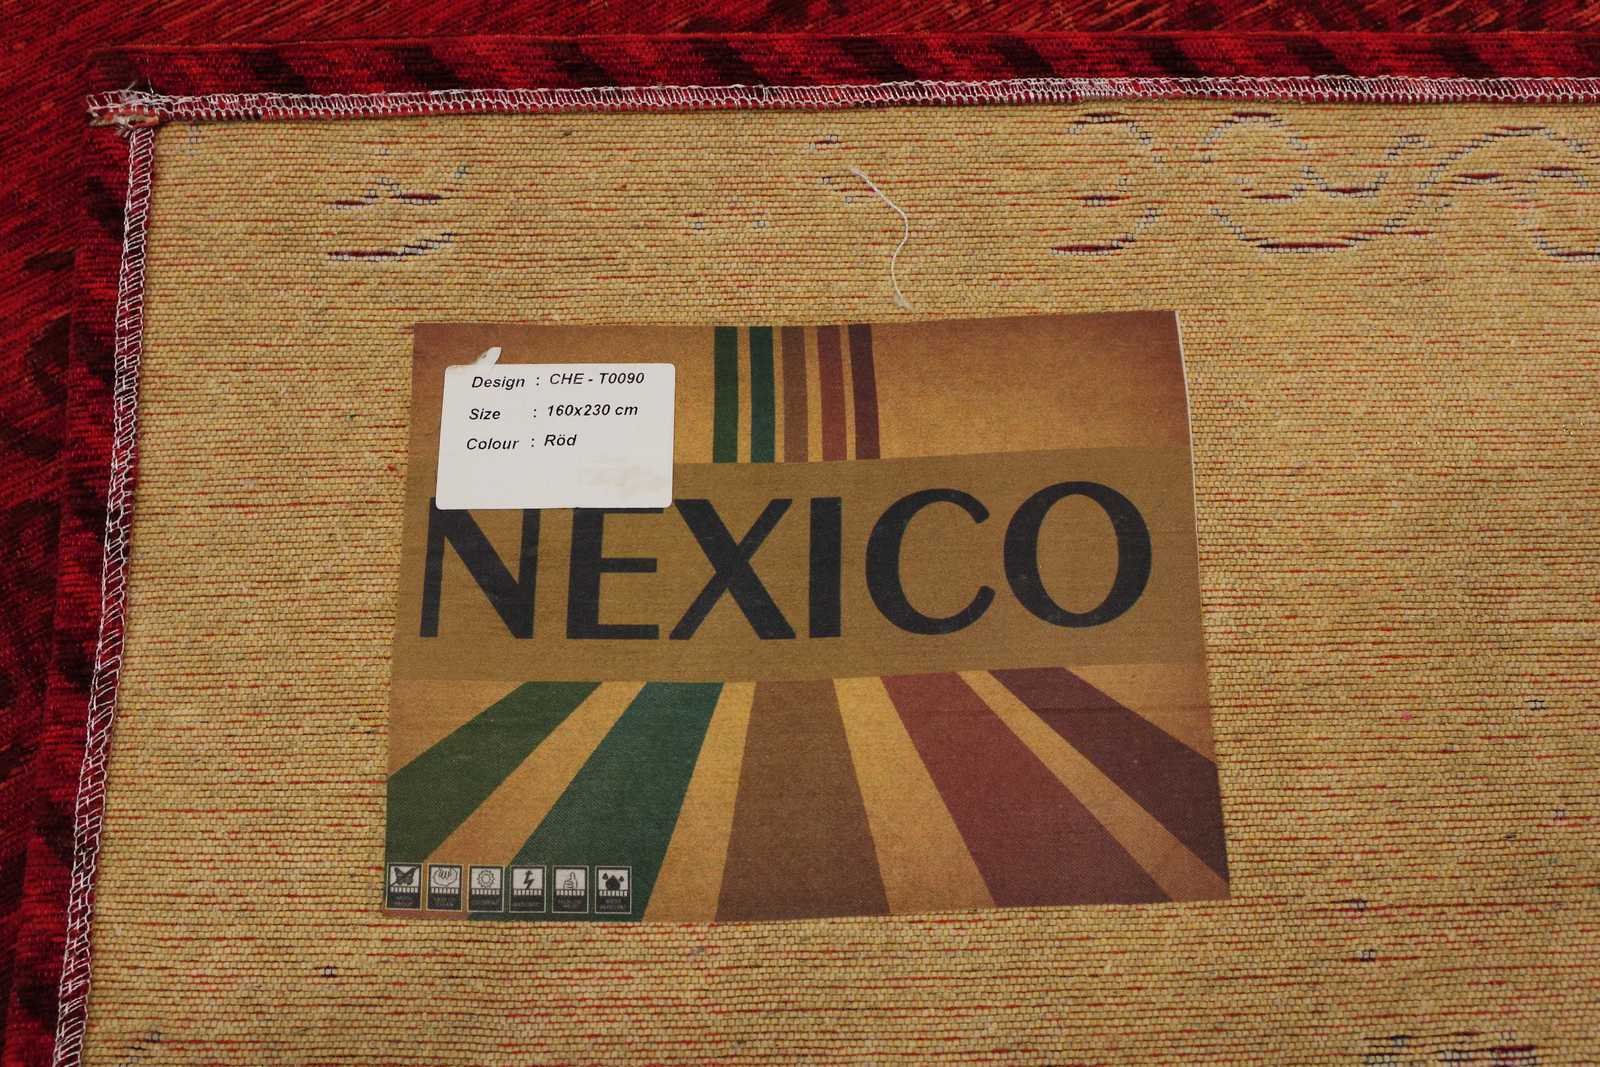 Design : CHE - T0090
Size : 160x230 cm
Colour : Röd
NEXICO